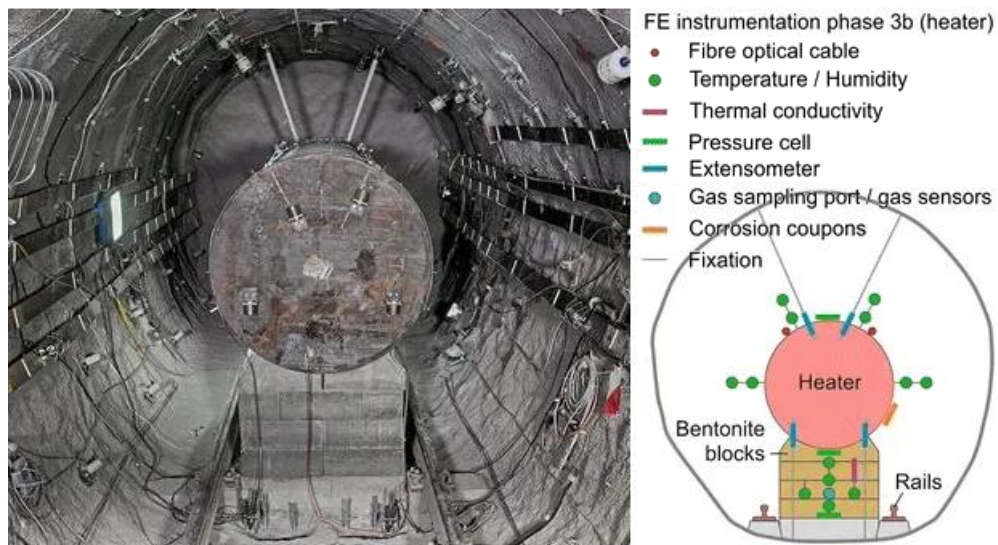 FE instrumentation phase 3b (heater)
Fibre optical cable
Temperature / Humidity
Thermal conductivity
Pressure cell
Extensometer
Gas sampling port / gas sensors
Corrosion coupons
Fixation
Heater
Bentonite
blocks
Rails